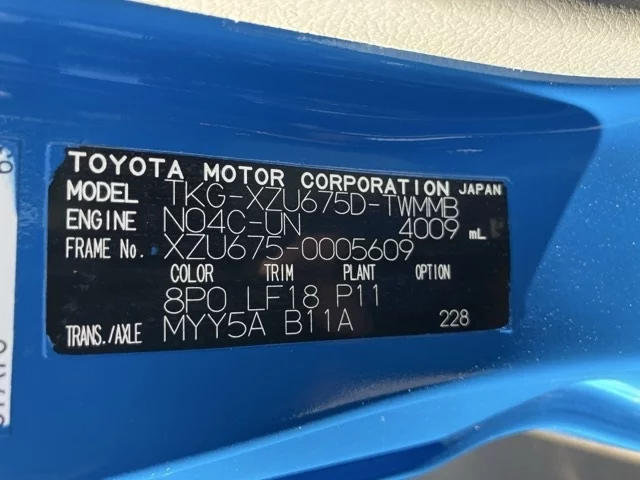 TOYOTA MOTOR CORPORATION JAPAN
MODEL TKG-XZU675D-TWMMB
ENGINE N04C-UN 4009 mL
FRAME No. XZU675-0005609
COLOR TRIM PLANT OPTION
8P0 LF18 P11
TRANS./AXLE MYY5A B11A 228